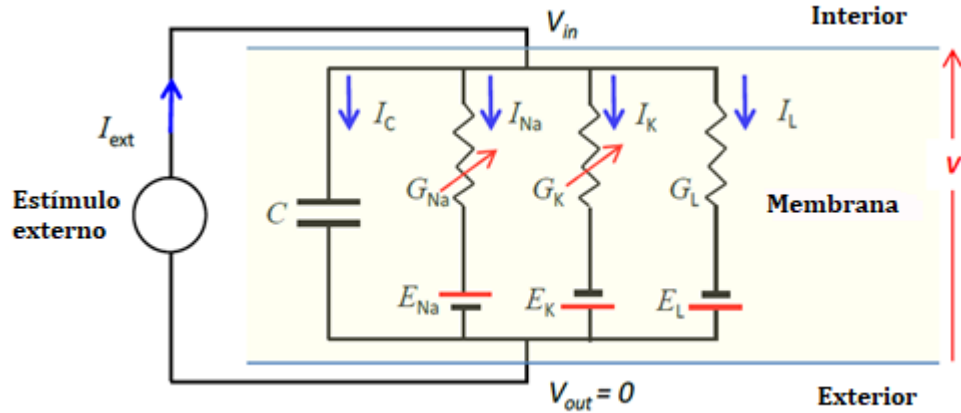 Interior
V_in
I_ext
I_C
I_Na
I_K
I_L
V
Estímulo
externo
C
G_Na
G_K
G_L
Membrana
E_Na
E_K
E_L
V_out = 0
Exterior